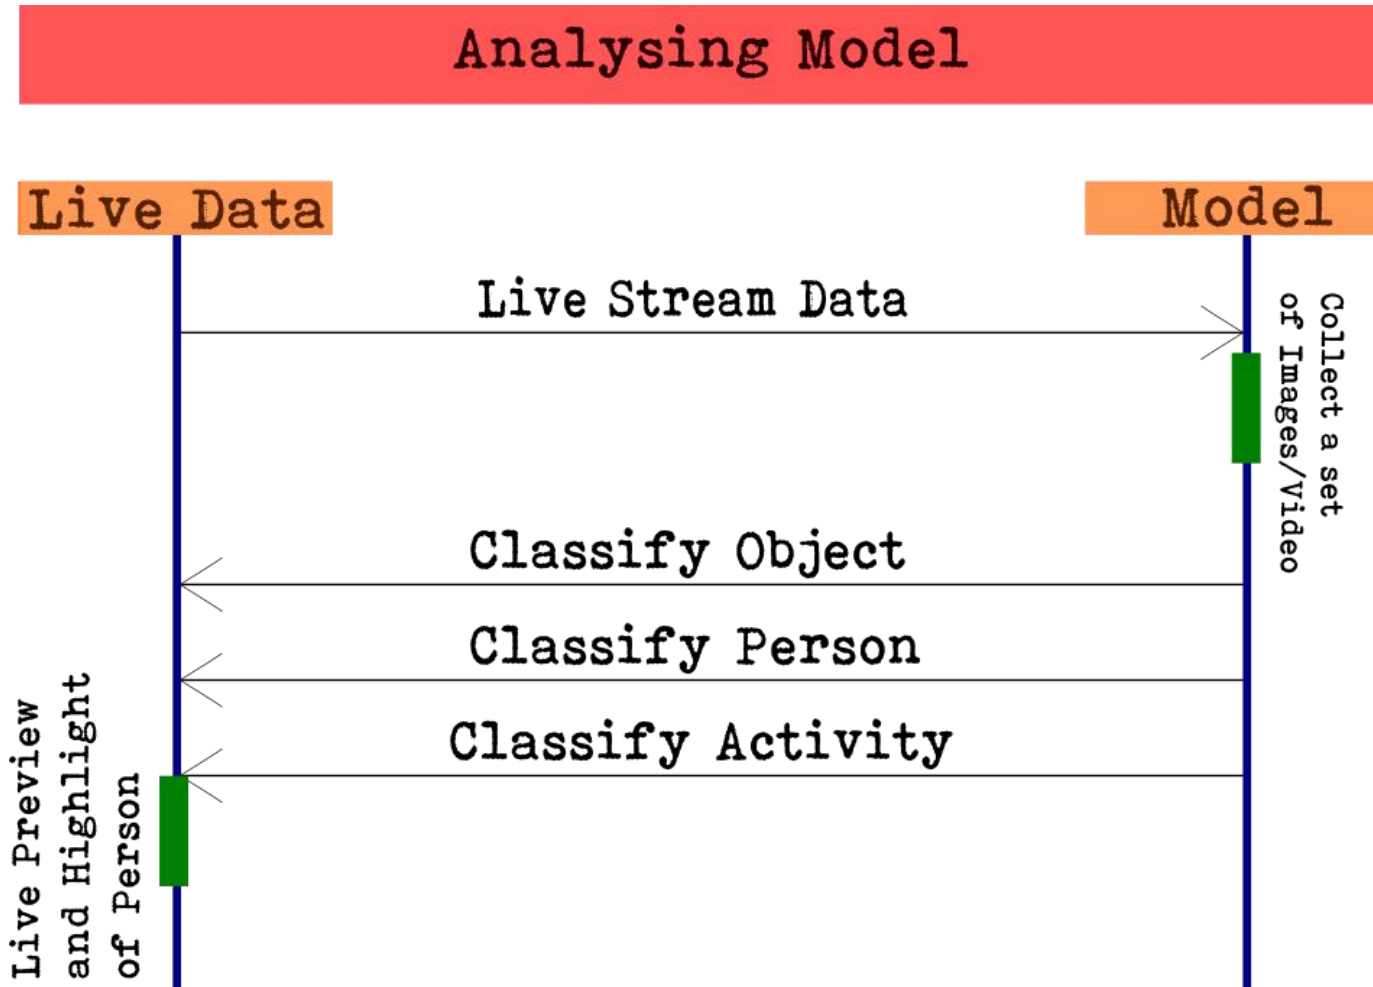 Analysing Model
Live Data
Model
Live Stream Data
Collect a set
of Images/Video
Classify Object
Classify Person
Classify Activity
Live Preview
and Highlight
of Person